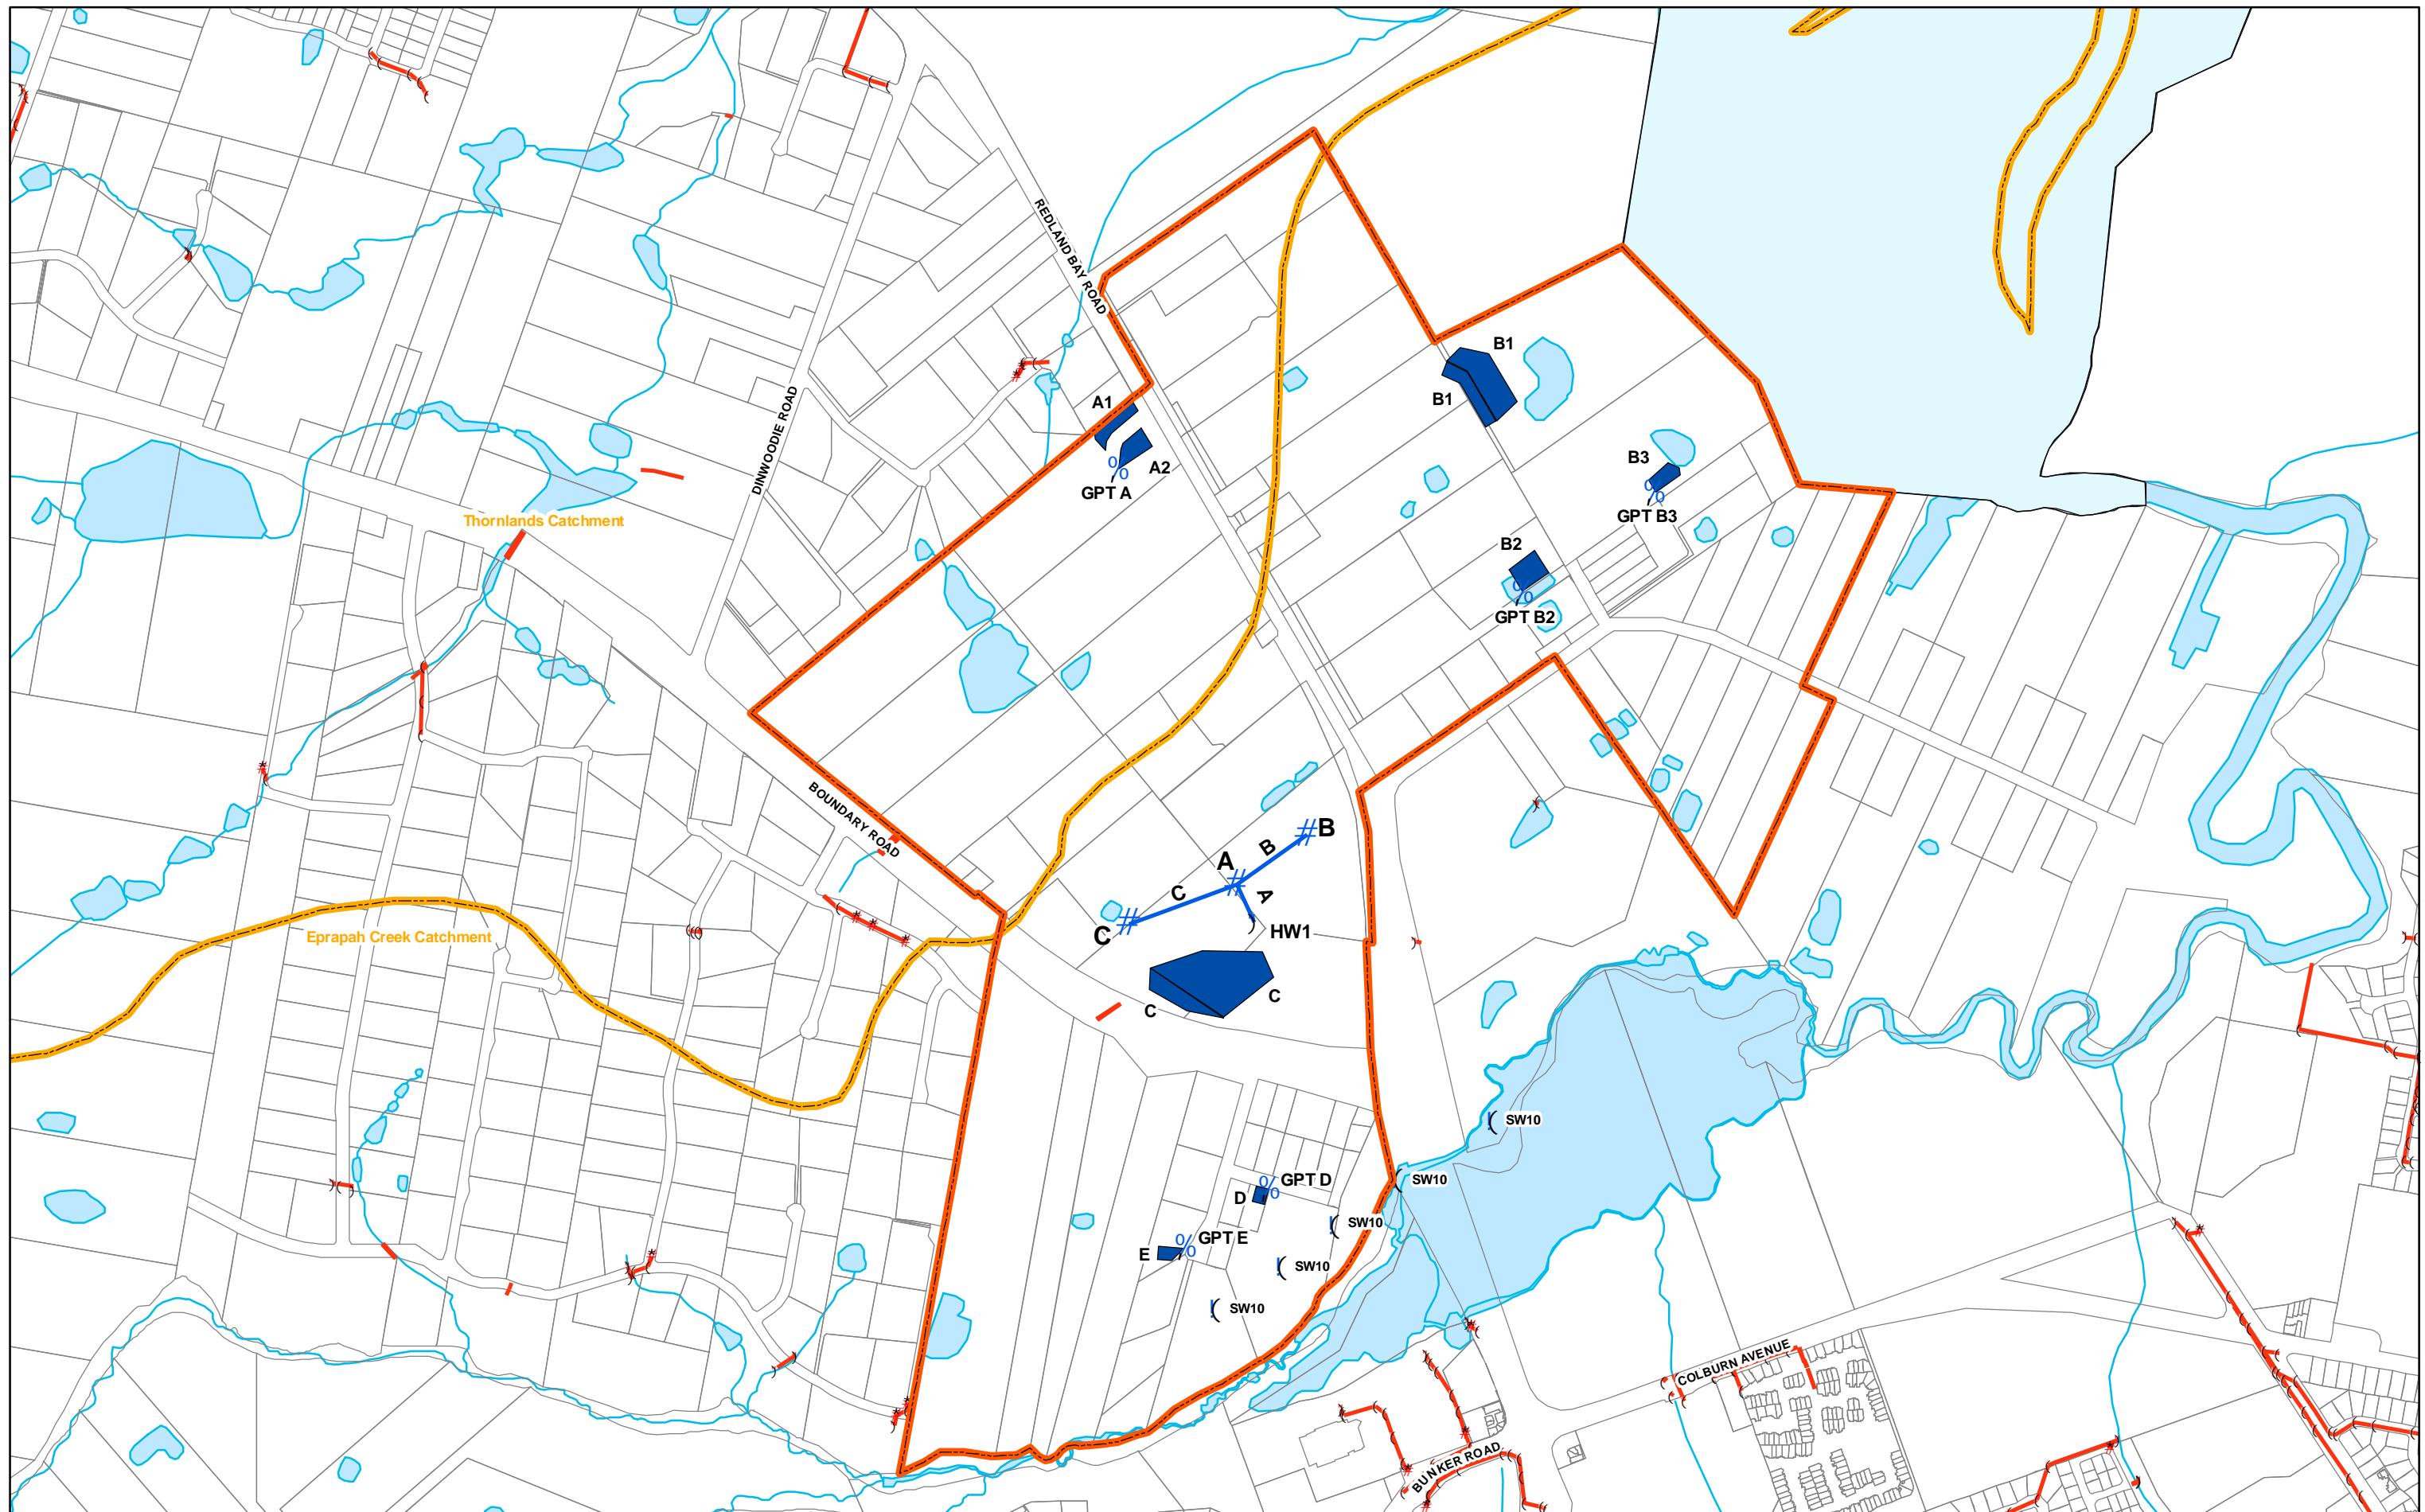 REDLAND BAY ROAD
B1
B1
DINWOODIE ROAD
A1
A2
GPT A
B3
GPT B3
Thornlands Catchment
B2
GPT B2
BOUNDARY ROAD
B
B
A
C
A
C
HW1
Eprapah Creek Catchment
C
C
SW10
GPT D
SW10
D
SW10
GPT E
E
SW10
SW10
COLBURN AVENUE
BUNKER ROAD